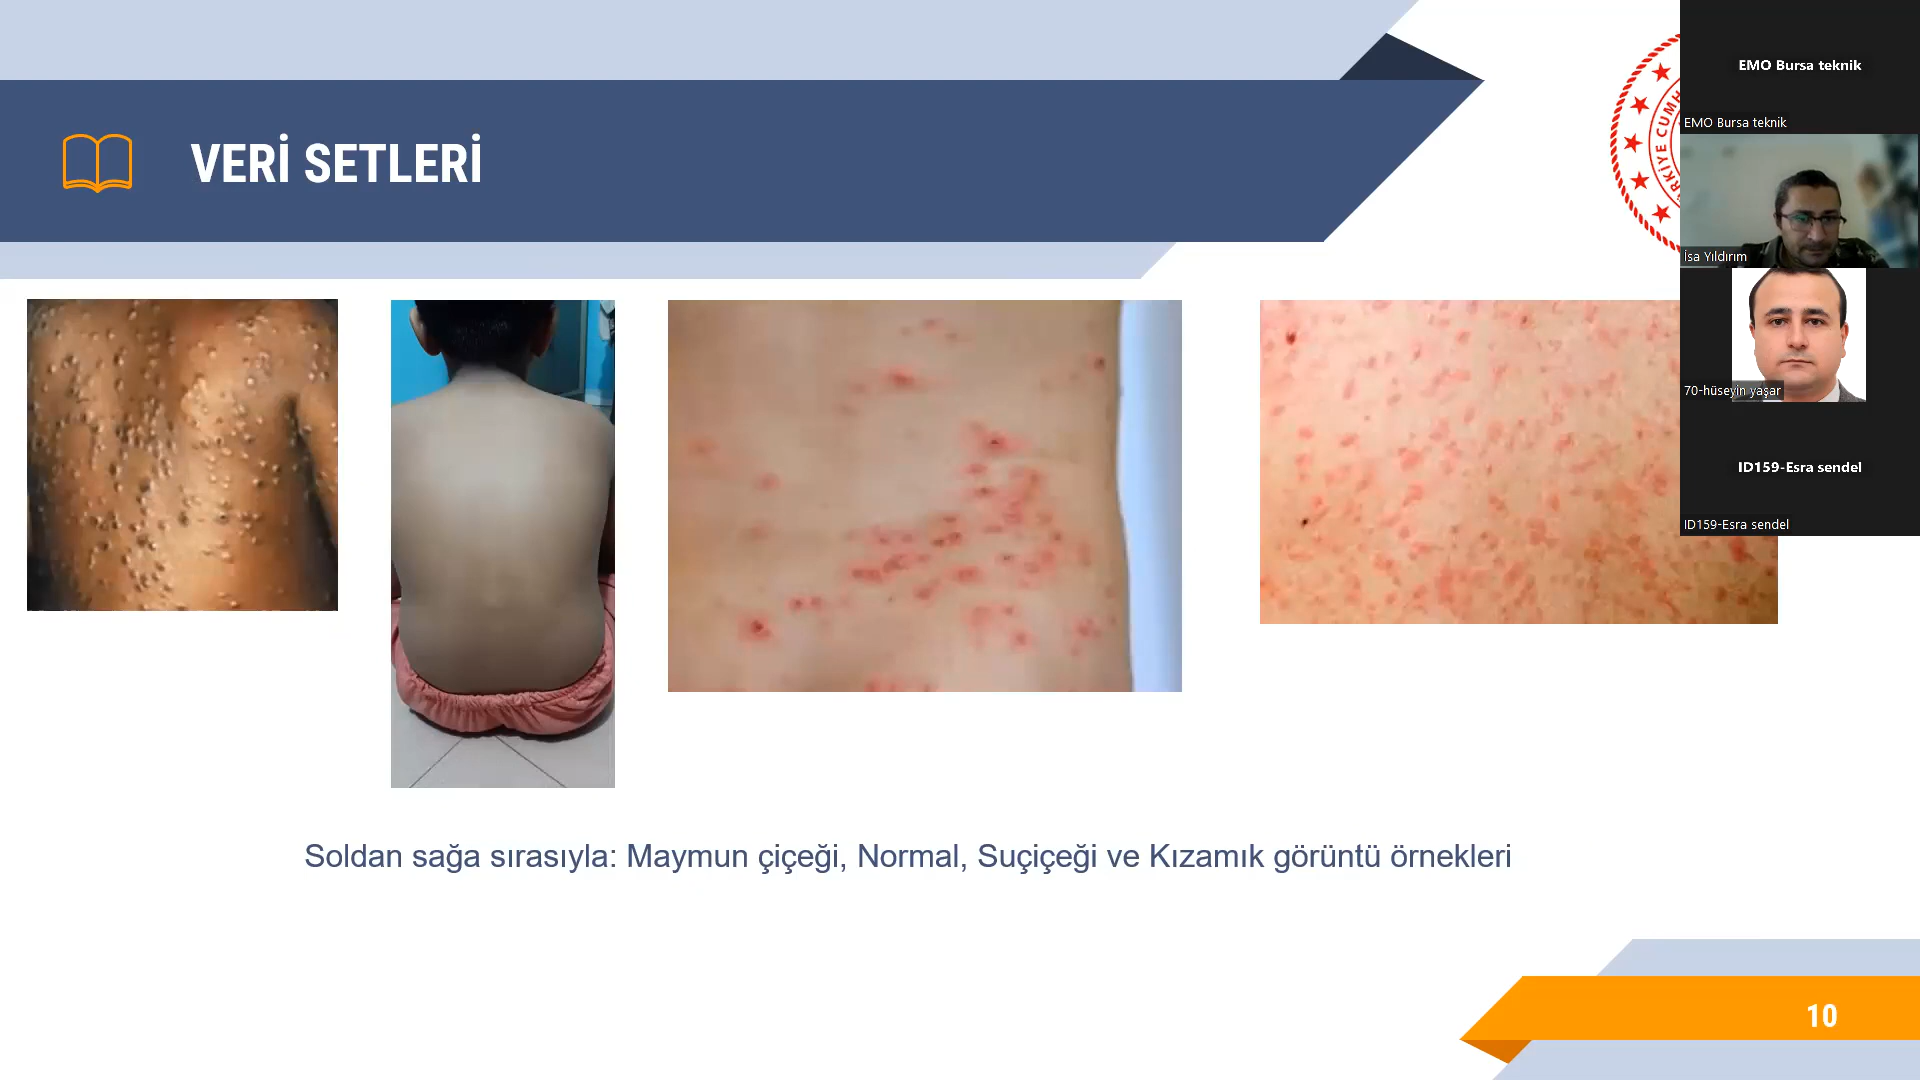 VERİ SETLERİ
EMO Bursa teknik
EMO Bursa teknik
İsa Yıldırım
70-hüseyin yaşar
ID159-Esra sendel
ID159-Esra sendel
Soldan sağa sırasıyla: Maymun çiçeği, Normal, Suçiçeği ve Kızamık görüntü örnekleri
10